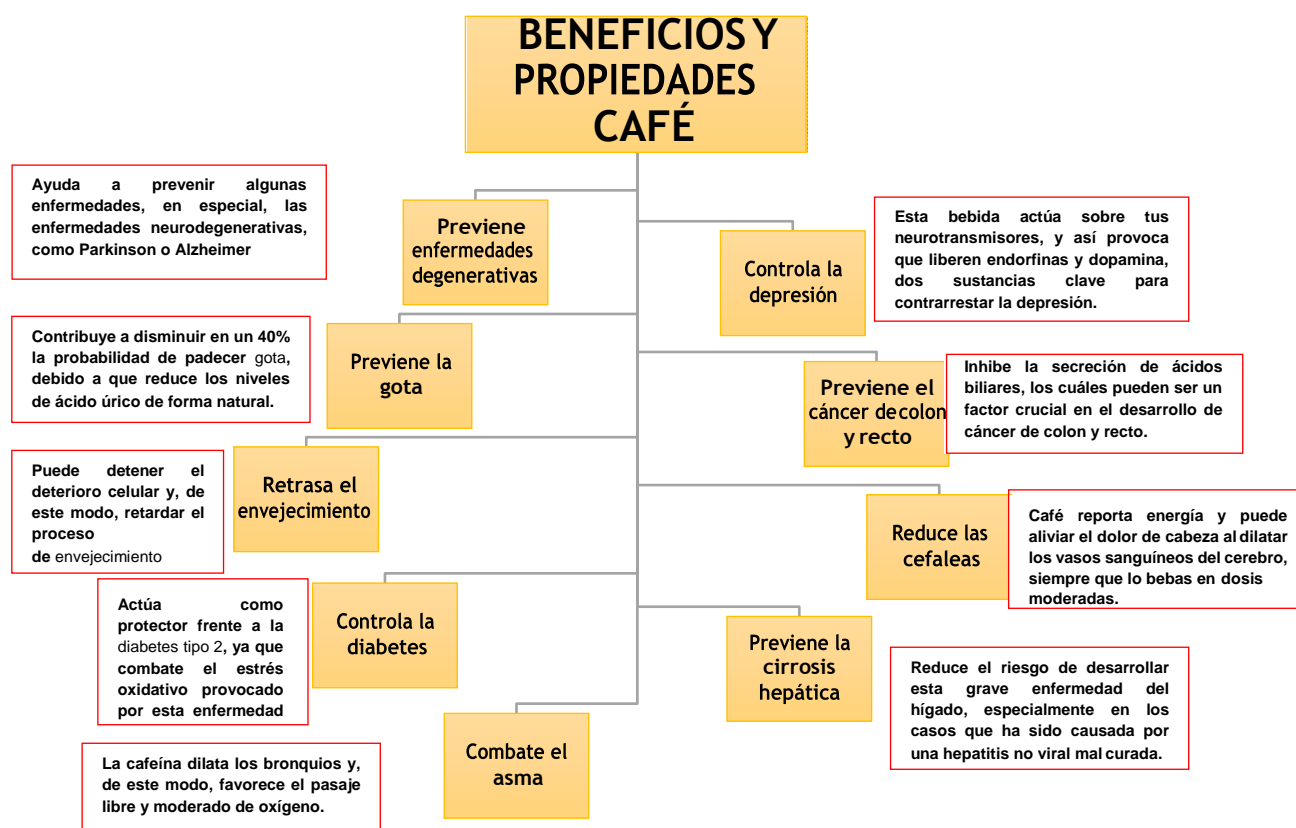 BENEFICIOS Y
PROPIEDADES
CAFÉ
Ayuda a prevenir algunas
enfermedades, en especial, las
enfermedades neurodegenerativas,
como Parkinson o Alzheimer
Previene
enfermedades
degenerativas
Controla la
depresión
Esta bebida actúa sobre tus
neurotransmisores, y así provoca
que liberen endorfinas y dopamina,
dos sustancias clave para
contrarrestar la depresión.
Contribuye a disminuir en un 40%
la probabilidad de padecer gota,
debido a que reduce los niveles
de ácido úrico de forma natural.
Previene la
gota
Previene el
cáncer de colon
y recto
Inhibe la secreción de ácidos
biliares, los cuáles pueden ser un
factor crucial en el desarrollo de
cáncer de colon y recto.
Puede detener el
deterioro celular y, de
este modo, retardar el
proceso
de envejecimiento
Retrasa el
envejecimiento
Reduce las
cefaleas
Café reporta energía y puede
aliviar el dolor de cabeza al dilatar
los vasos sanguíneos del cerebro,
siempre que lo bebas en dosis
moderadas.
Actúa como
protector frente a la
diabetes tipo 2, ya que
combate el estrés
oxidativo provocado
por esta enfermedad
Controla la
diabetes
Previene la
cirrosis
hepática
Reduce el riesgo de desarrollar
esta grave enfermedad del
hígado, especialmente en los
casos que ha sido causada por
una hepatitis no viral mal curada.
La cafeína dilata los bronquios y,
de este modo, favorece el pasaje
libre y moderado de oxígeno.
Combate el
asma